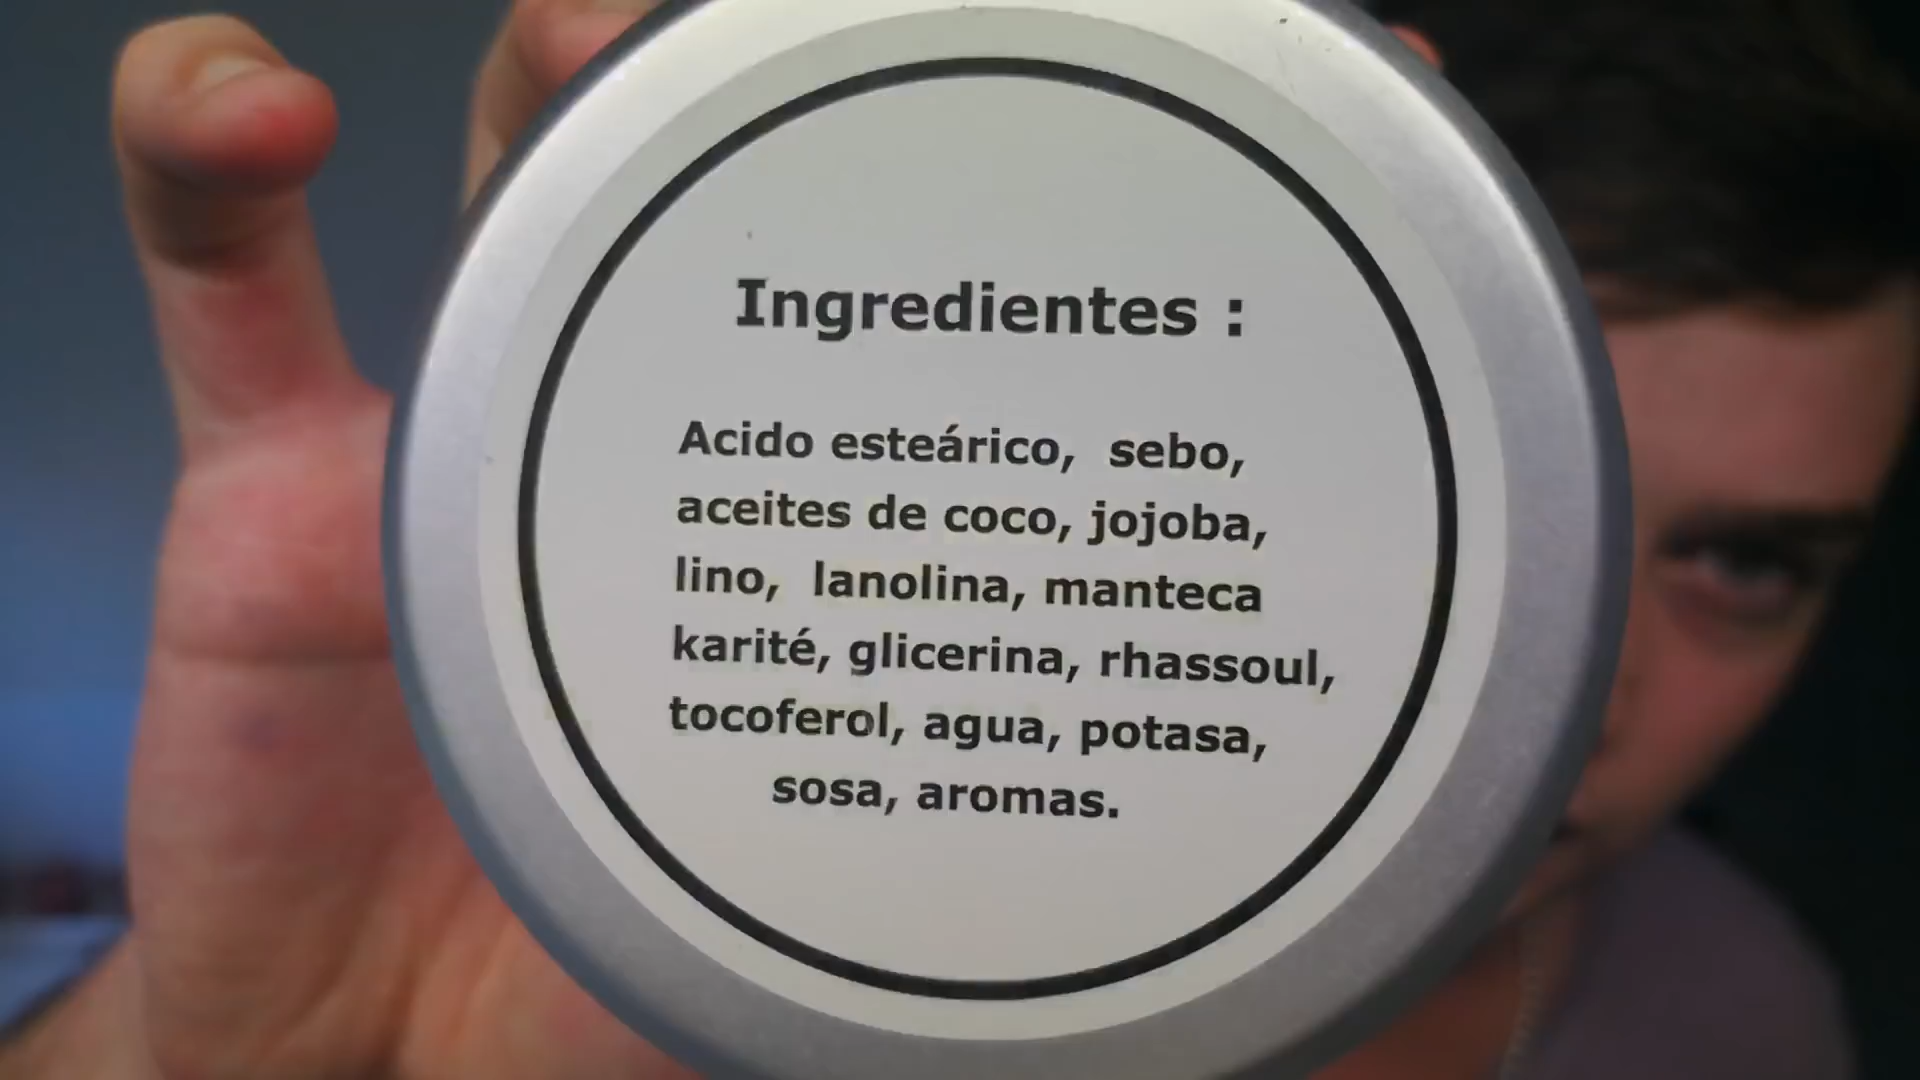 Ingredientes :
Acido esteárico, sebo,
aceites de coco, jojoba,
lino, lanolina, manteca
karité, glicerina, rhassoul,
tocoferol, agua, potasa,
sosa, aromas.